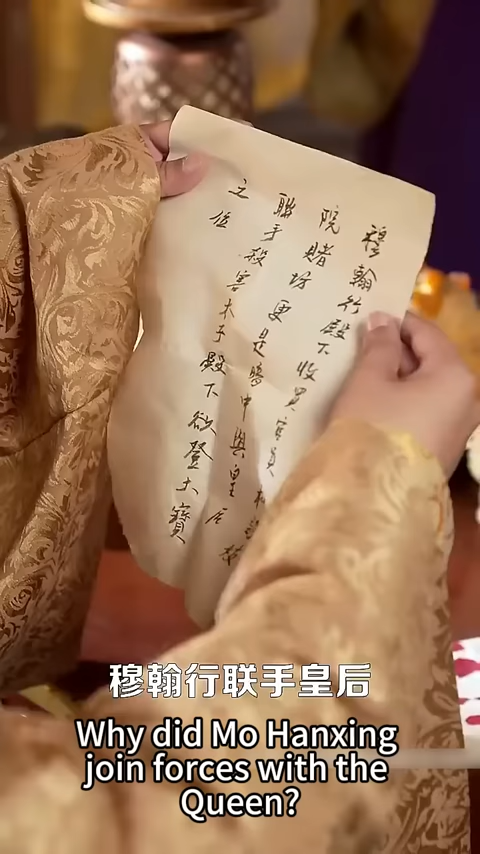 穆翰行殿下收買官員
院賭坊更是暗中與皇后
聯手殺害太子殿下欲登大寶
之位
穆翰行联手皇后
Why did Mo Hanxing
join forces with the
Queen?